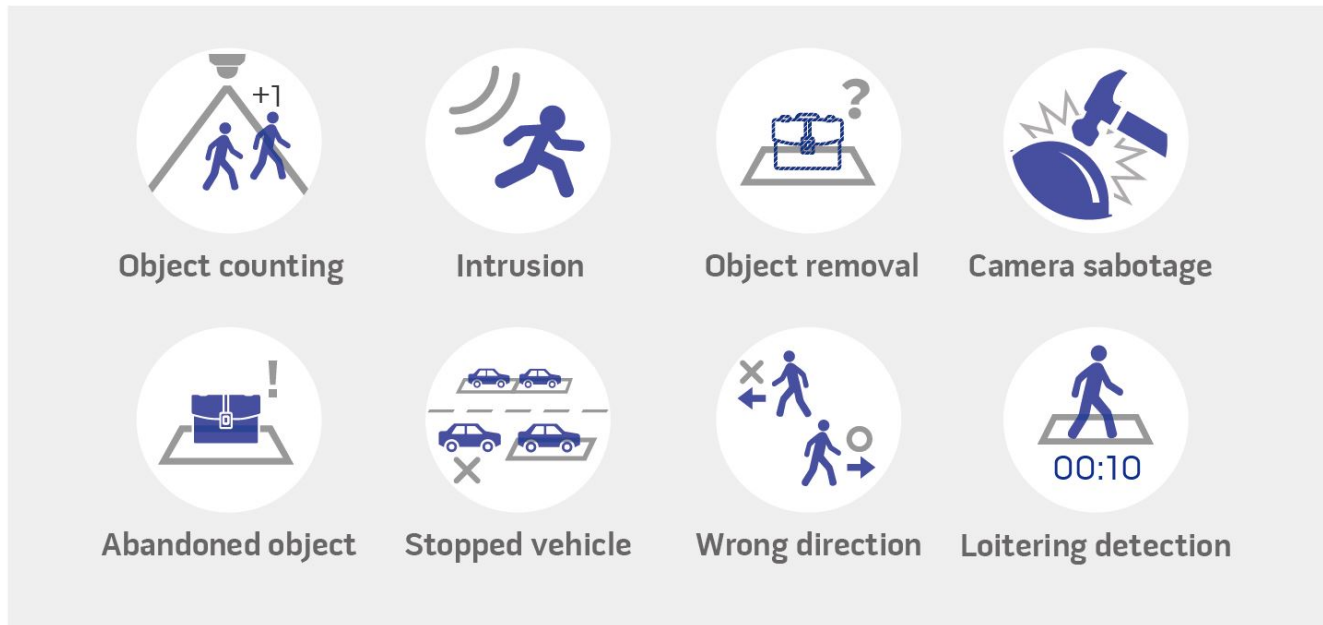 +1
?
Object counting
Intrusion
Object removal
Camera sabotage
!
00:10
Abandoned object
Stopped vehicle
Wrong direction
Loitering detection